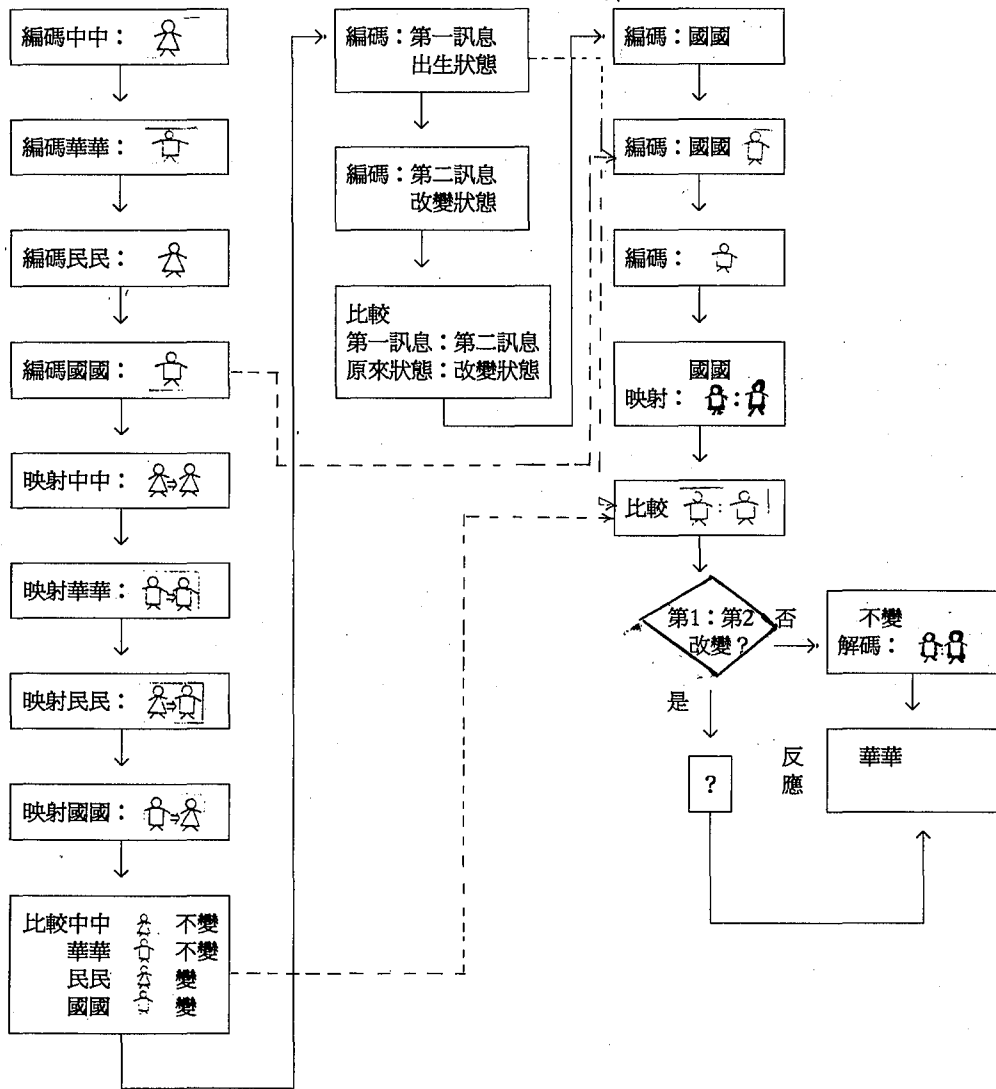 編碼中中：
編碼華華：
編碼民民：
編碼國國：
映射中中：
映射華華：
映射民民：
映射國國：
比較中中 不變
華華 不變
民民 變
國國 變
編碼：第一訊息
出生狀態
編碼：第二訊息
改變狀態
比較
第一訊息：第二訊息
原來狀態：改變狀態
編碼：國國
編碼：國國
編碼：
國國
映射： ：
比較 ：
第1：第2
改變？
否
是
？
不變
解碼： ：
反應
華華